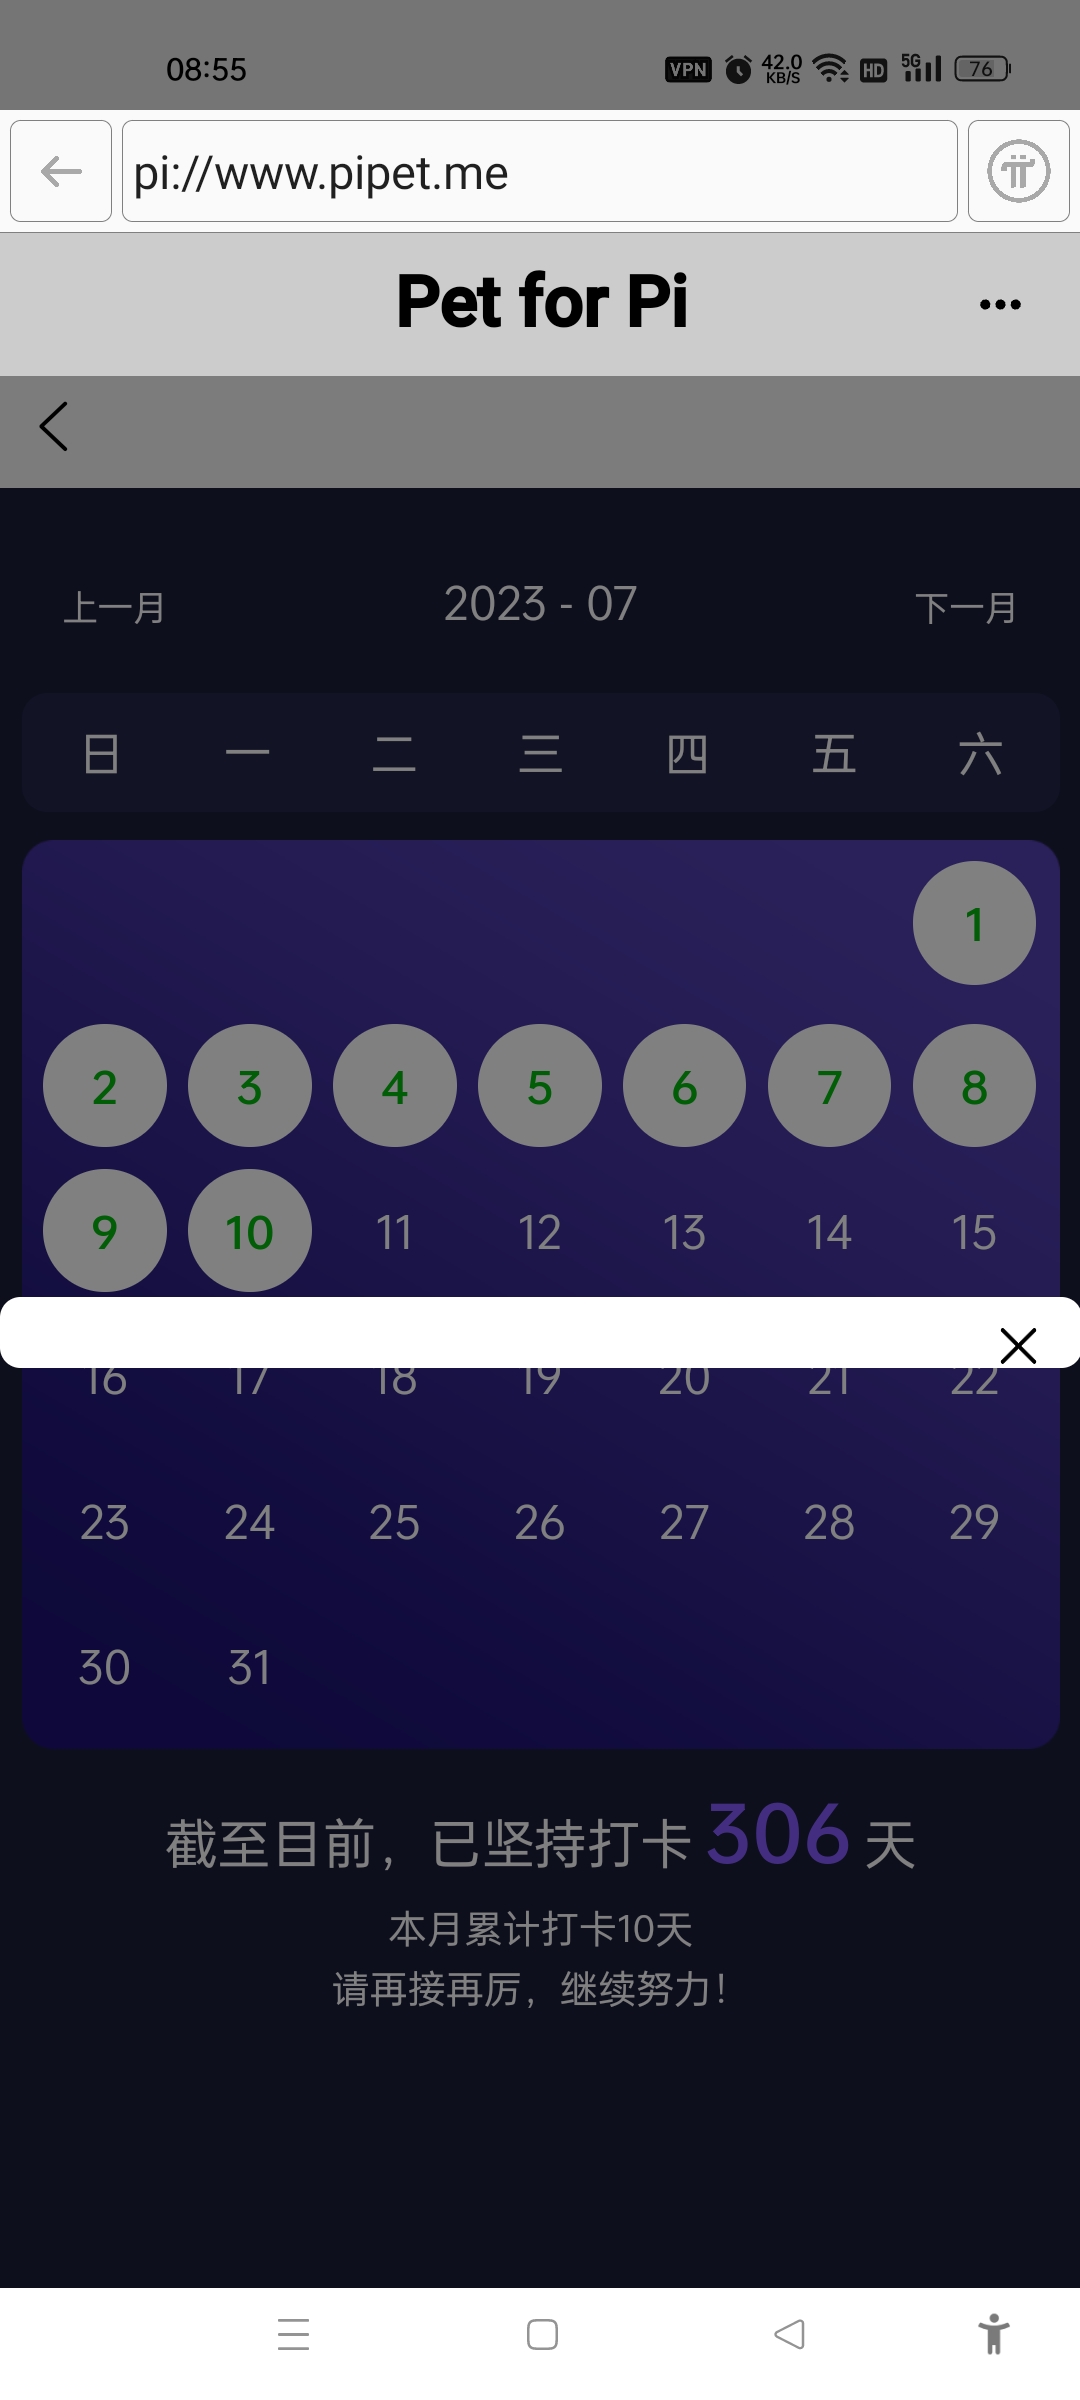 08:55 VPN 42.0 KB/S HD 5G 76
pi://www.pipet.me
Pet for Pi
上一月 2023 - 07 下一月
日 一 二 三 四 五 六
1
2 3 4 5 6 7 8
9 10 11 12 13 14 15
16 17 18 19 20 21 22
23 24 25 26 27 28 29
30 31
截至目前，已坚持打卡 306 天
本月累计打卡10天
请再接再厉，继续努力！